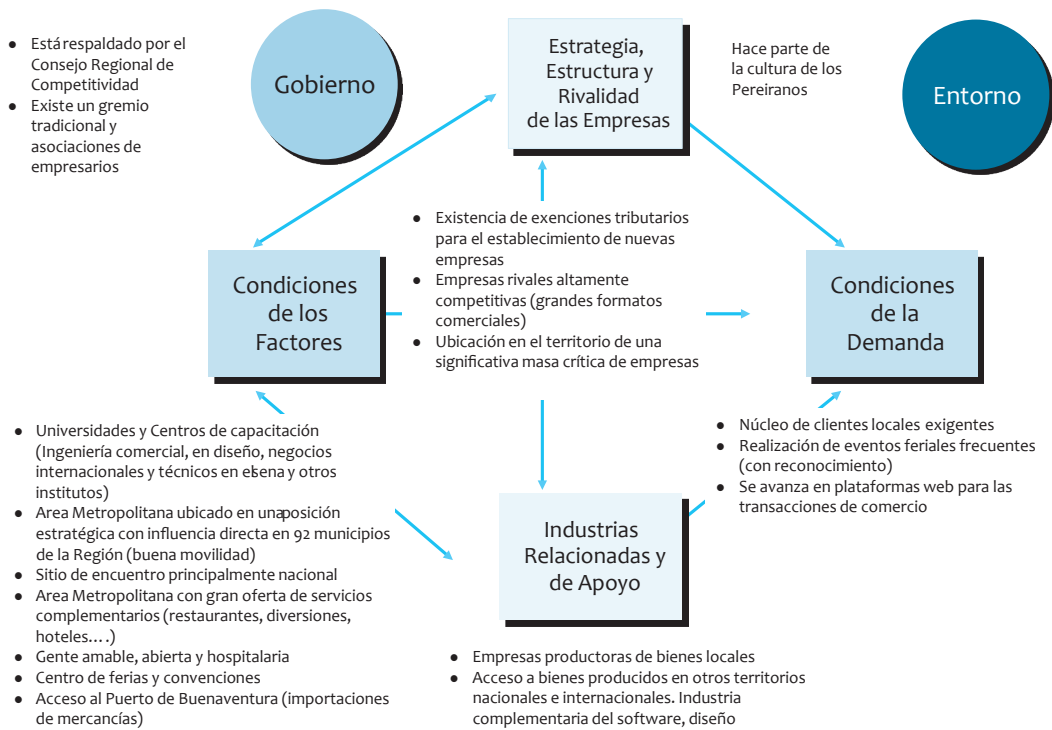 ● Está respaldado por el
Consejo Regional de
Competitividad
● Existe un gremio
tradicional y
asociaciones de
empresarios
Gobierno
Estrategia,
Estructura y
Rivalidad
de las Empresas
Hace parte de
la cultura de los
Pereiranos
Entorno
● Existencia de exenciones tributarios
para el establecimiento de nuevas
empresas
● Empresas rivales altamente
competitivas (grandes formatos
comerciales)
● Ubicación en el territorio de una
significativa masa crítica de empresas
Condiciones
de los
Factores
Condiciones
de la
Demanda
● Universidades y Centros de capacitación
(Ingeniería comercial, en diseño, negocios
internacionales y técnicos en el sena y otros
institutos)
● Area Metropolitana ubicado en una posición
estratégica con influencia directa en 92 municipios
de la Región (buena movilidad)
● Sitio de encuentro principalmente nacional
● Area Metropolitana con gran oferta de servicios
complementarios (restaurantes, diversiones,
hoteles….)
● Gente amable, abierta y hospitalaria
● Centro de ferias y convenciones
● Acceso al Puerto de Buenaventura (importaciones
de mercancías)
● Núcleo de clientes locales exigentes
● Realización de eventos feriales frecuentes
(con reconocimiento)
● Se avanza en plataformas web para las
transacciones de comercio
Industrias
Relacionadas y
de Apoyo
● Empresas productoras de bienes locales
● Acceso a bienes producidos en otros territorios
nacionales e internacionales. Industria
complementaria del software, diseño